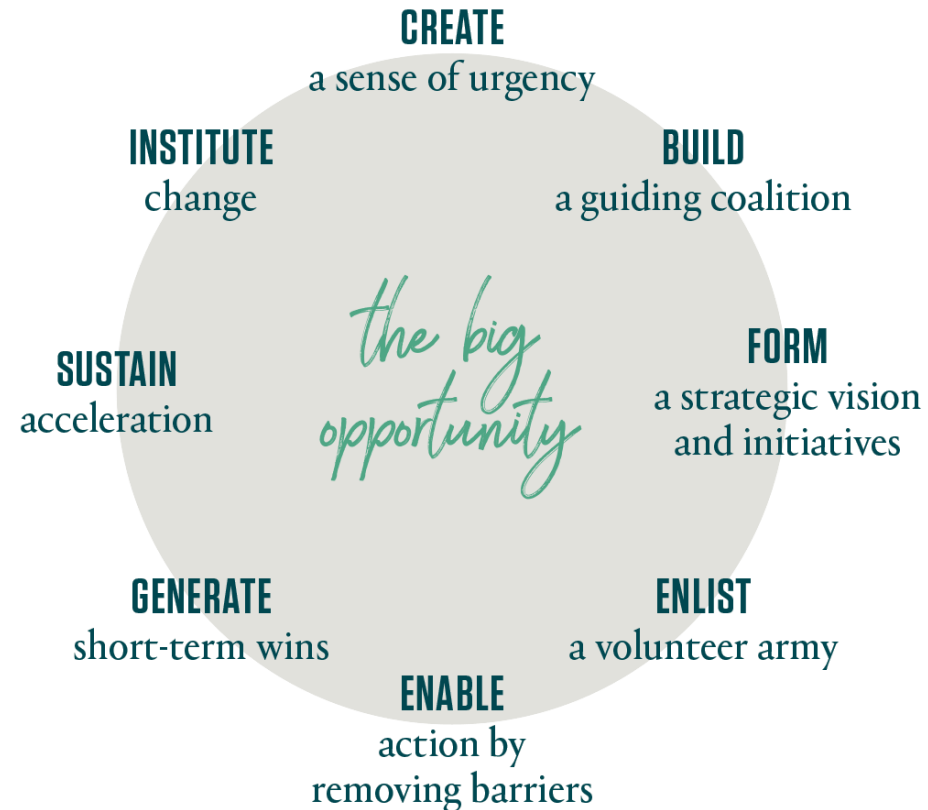 CREATE
a sense of urgency
BUILD
a guiding coalition
FORM
a strategic vision
and initiatives
ENLIST
a volunteer army
ENABLE
action by
removing barriers
GENERATE
short-term wins
SUSTAIN
acceleration
INSTITUTE
change
the big
opportunity